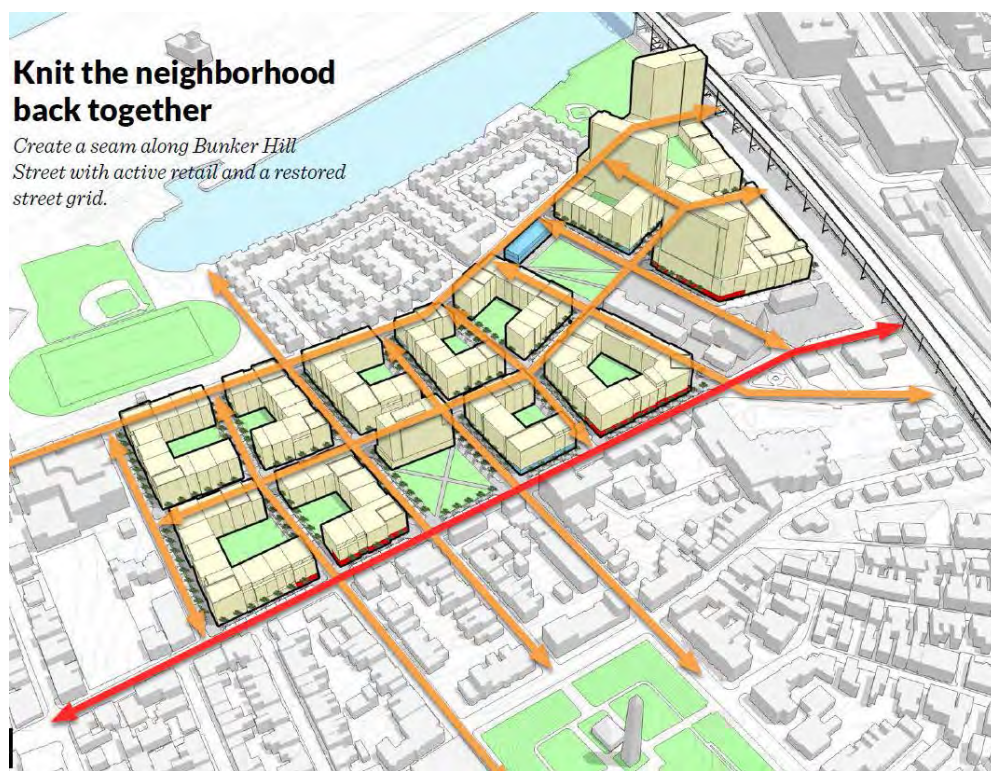 Knit the neighborhood
back together
Create a seam along Bunker Hill
Street with active retail and a restored
street grid.